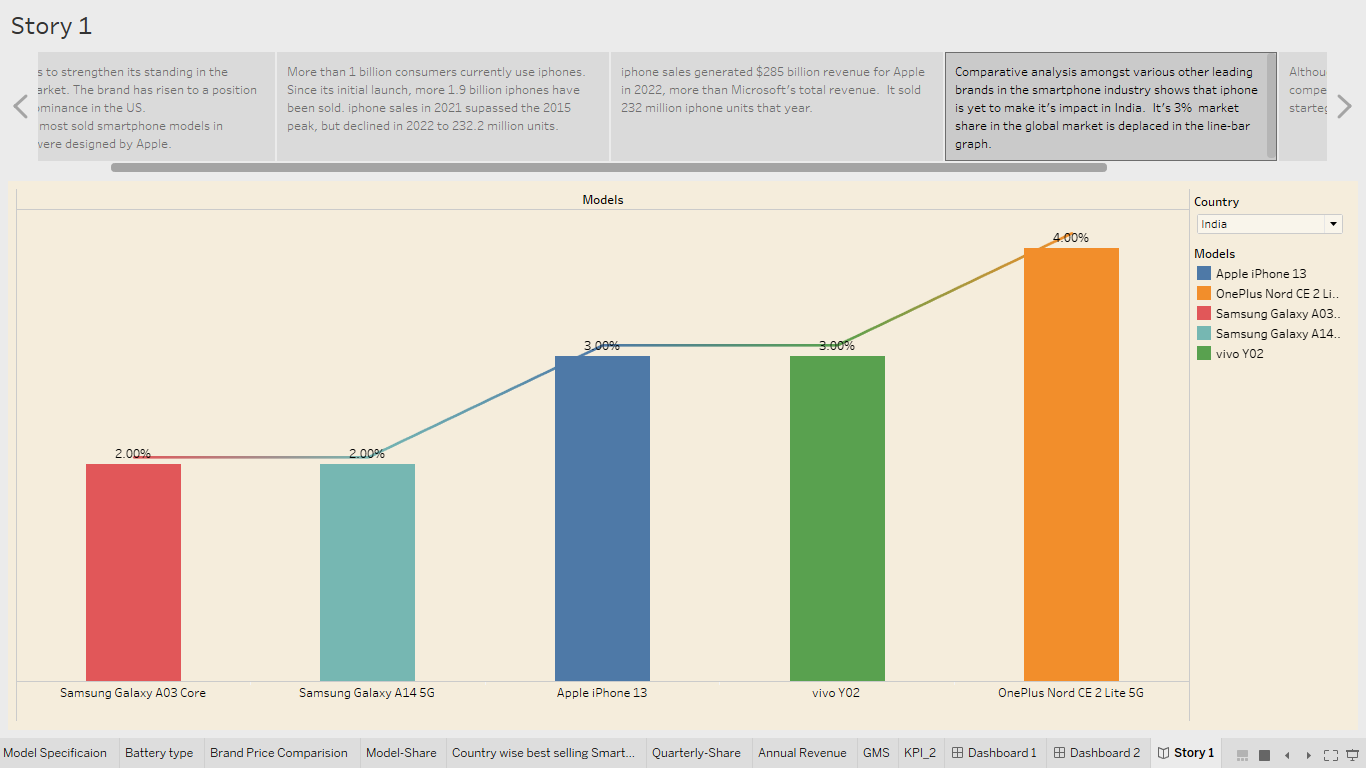 Story 1
s to strengthen its standing in the
arket. The brand has risen to a position
ominance in the US.
most sold smartphone models in
were designed by Apple.
More than 1 billion consumers currently use iphones.
Since its initial launch, more 1.9 billion iphones have
been sold. iphone sales in 2021 supassed the 2015
peak, but declined in 2022 to 232.2 million units.
iphone sales generated $285 billion revenue for Apple
in 2022, more than Microsoft's total revenue. It sold
232 million iphone units that year.
Comparative analysis amongst various other leading
brands in the smartphone industry shows that iphone
is yet to make it's impact in India. It's 3% market
share in the global market is deplaced in the line-bar
graph.
Althou
compe
starteg
Models
4.00%
3.00%
3.00%
2.00%
2.00%
Samsung Galaxy A03 Core
Samsung Galaxy A14 5G
Apple iPhone 13
vivo Y02
OnePlus Nord CE 2 Lite 5G
Country
India
Models
Apple iPhone 13
OnePlus Nord CE 2 Li..
Samsung Galaxy A03..
Samsung Galaxy A14..
vivo Y02
Model Specificaion
Battery type
Brand Price Comparision
Model-Share
Country wise best selling Smart...
Quarterly-Share
Annual Revenue
GMS
KPI_2
Dashboard 1
Dashboard 2
Story 1